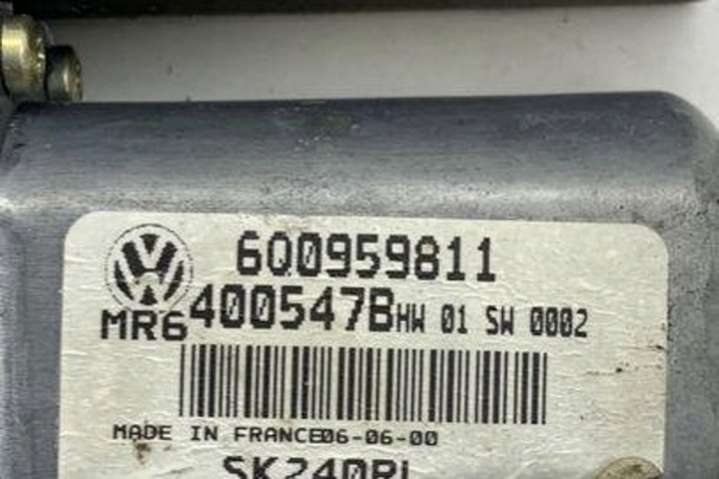 6Q0959811
MR6 400547B HW 01 SW 0002
MADE IN FRANCE 06-06-00